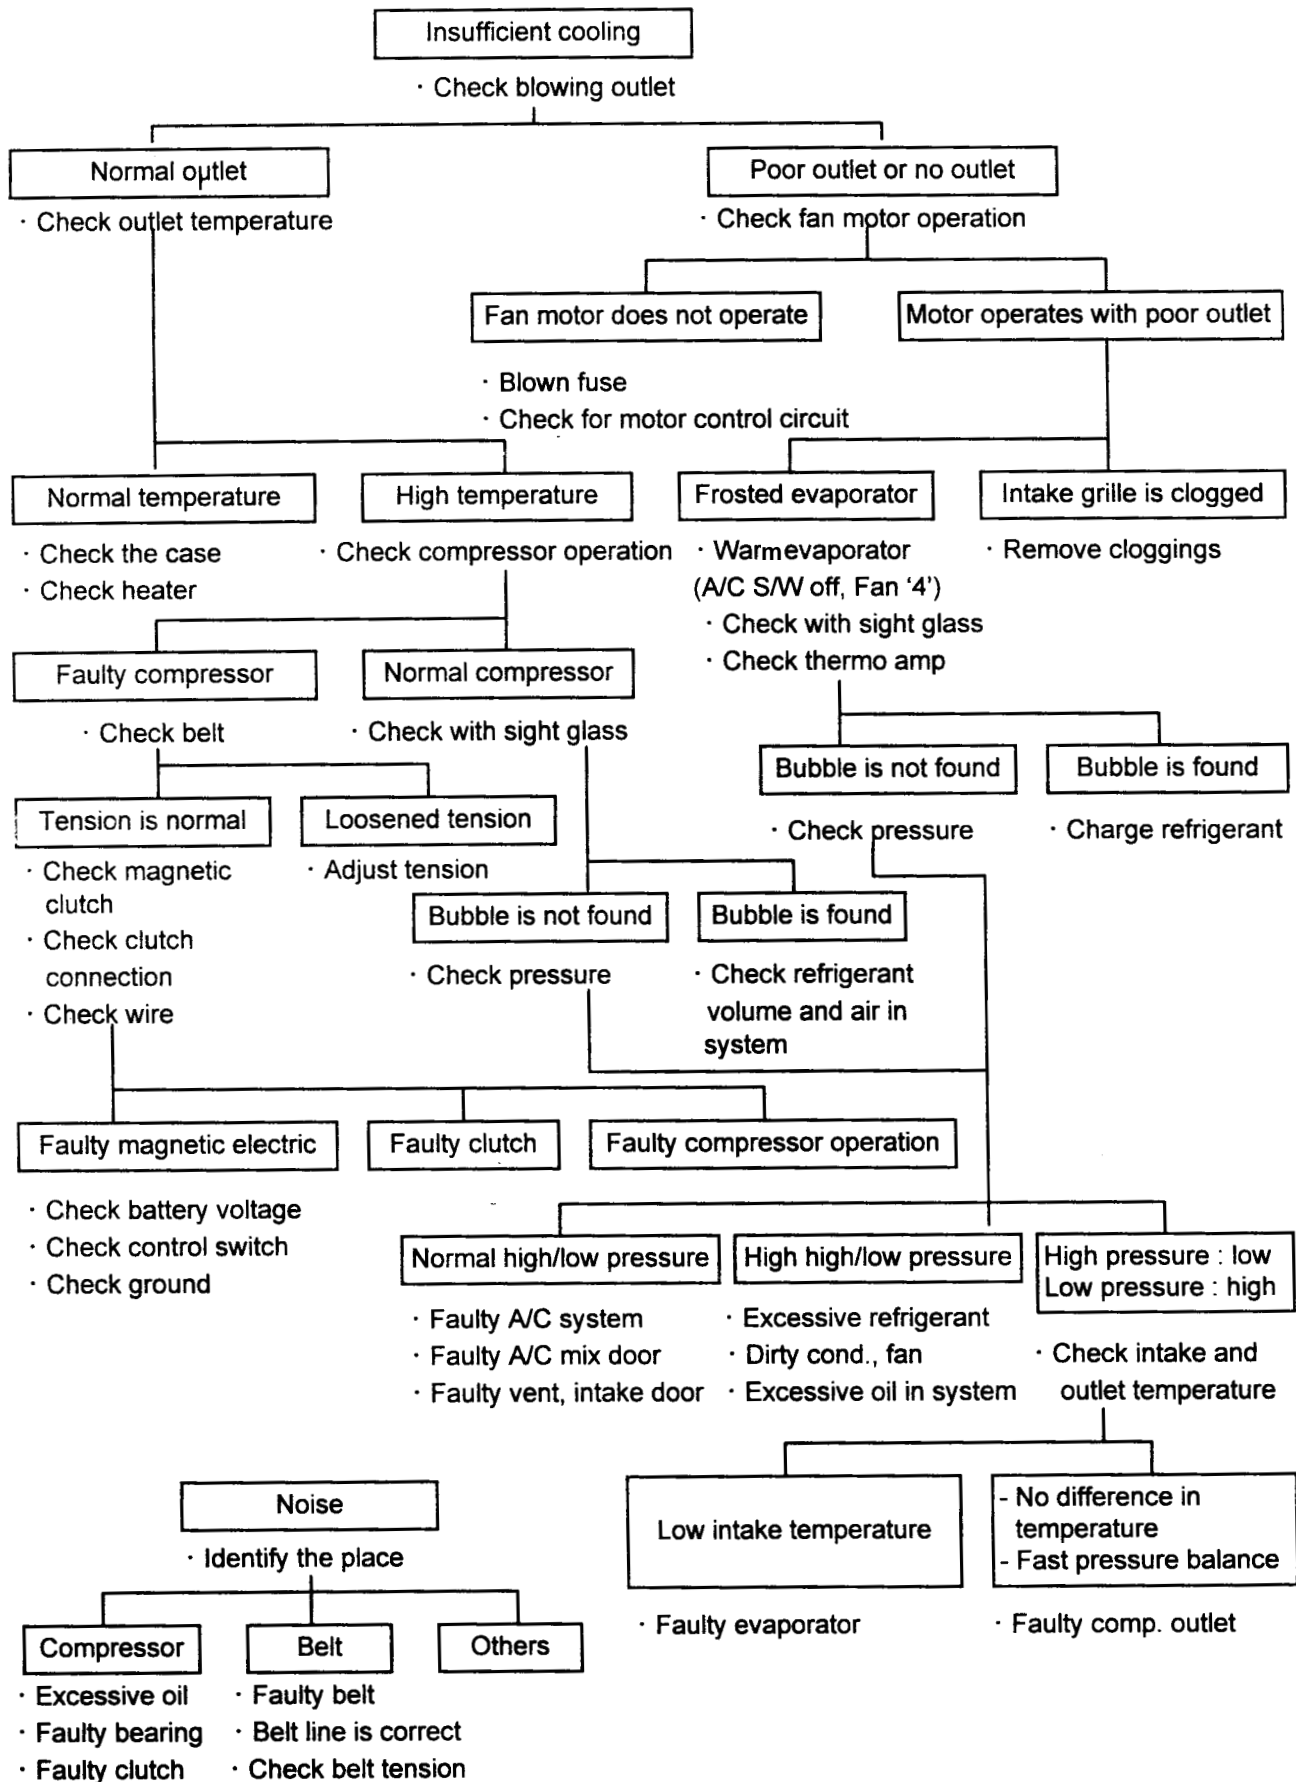 Insufficient cooling
· Check blowing outlet
Normal outlet
Poor outlet or no outlet
· Check outlet temperature
· Check fan motor operation
Fan motor does not operate
Motor operates with poor outlet
· Blown fuse
· Check for motor control circuit
Normal temperature
High temperature
Frosted evaporator
Intake grille is clogged
· Check the case
· Check heater
· Check compressor operation
· Warm evaporator
(A/C S/W off, Fan ‘4’)
· Check with sight glass
· Check thermo amp
· Remove cloggings
Faulty compressor
Normal compressor
· Check belt
· Check with sight glass
Bubble is not found
Bubble is found
· Check pressure
· Charge refrigerant
Tension is normal
Loosened tension
· Check magnetic
clutch
· Check clutch
connection
· Check wire
· Adjust tension
Bubble is not found
Bubble is found
· Check pressure
· Check refrigerant
volume and air in
system
Faulty magnetic electric
Faulty clutch
Faulty compressor operation
· Check battery voltage
· Check control switch
· Check ground
Normal high/low pressure
High high/low pressure
High pressure : low
Low pressure : high
· Faulty A/C system
· Faulty A/C mix door
· Faulty vent, intake door
· Excessive refrigerant
· Dirty cond., fan
· Excessive oil in system
· Check intake and
outlet temperature
Low intake temperature
- No difference in
temperature
- Fast pressure balance
· Faulty evaporator
· Faulty comp. outlet
Noise
· Identify the place
Compressor
Belt
Others
· Excessive oil
· Faulty bearing
· Faulty clutch
· Faulty belt
· Belt line is correct
· Check belt tension